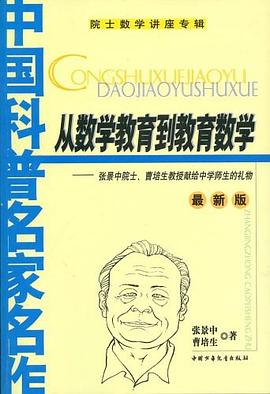 中国科普名家名作
院士数学讲座专辑
CONGSHUXUEJIAOYU
DAOJIAOYUSHUXUE
从数学教育到教育数学
——张景中院士、曹培生教授献给中学师生的礼物
最新版
ZHANGJINGZHONG CAOPEISHENG ZHU
张景中
曹培生 著
中国少年儿童出版社